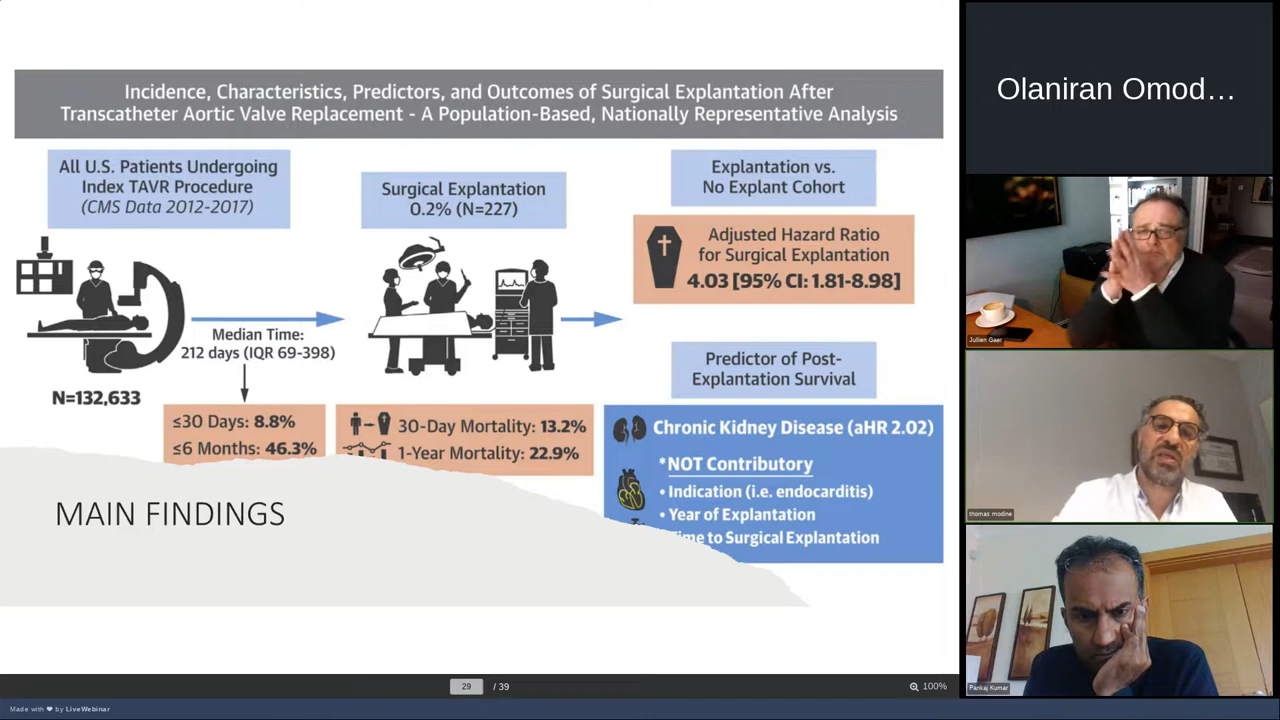 Incidence, Characteristics, Predictors, and Outcomes of Surgical Explantation After
Transcatheter Aortic Valve Replacement - A Population-Based, Nationally Representative Analysis
All U.S. Patients Undergoing
Index TAVR Procedure
(CMS Data 2012-2017)
N=132,633
Median Time:
212 days (IQR 69-398)
≤30 Days: 8.8%
≤6 Months: 46.3%
Surgical Explantation
0.2% (N=227)
30-Day Mortality: 13.2%
1-Year Mortality: 22.9%
Explantation vs.
No Explant Cohort
Adjusted Hazard Ratio
for Surgical Explantation
4.03 [95% CI: 1.81-8.98]
Predictor of Post-
Explantation Survival
Chronic Kidney Disease (aHR 2.02)
*NOT Contributory
• Indication (i.e. endocarditis)
• Year of Explantation
to Surgical Explantation
MAIN FINDINGS
29 / 39
100%
Made with ❤ by LiveWebinar
Olaniran Omod...
Jullien Gaer
thomas modine
Pankaj Kumar